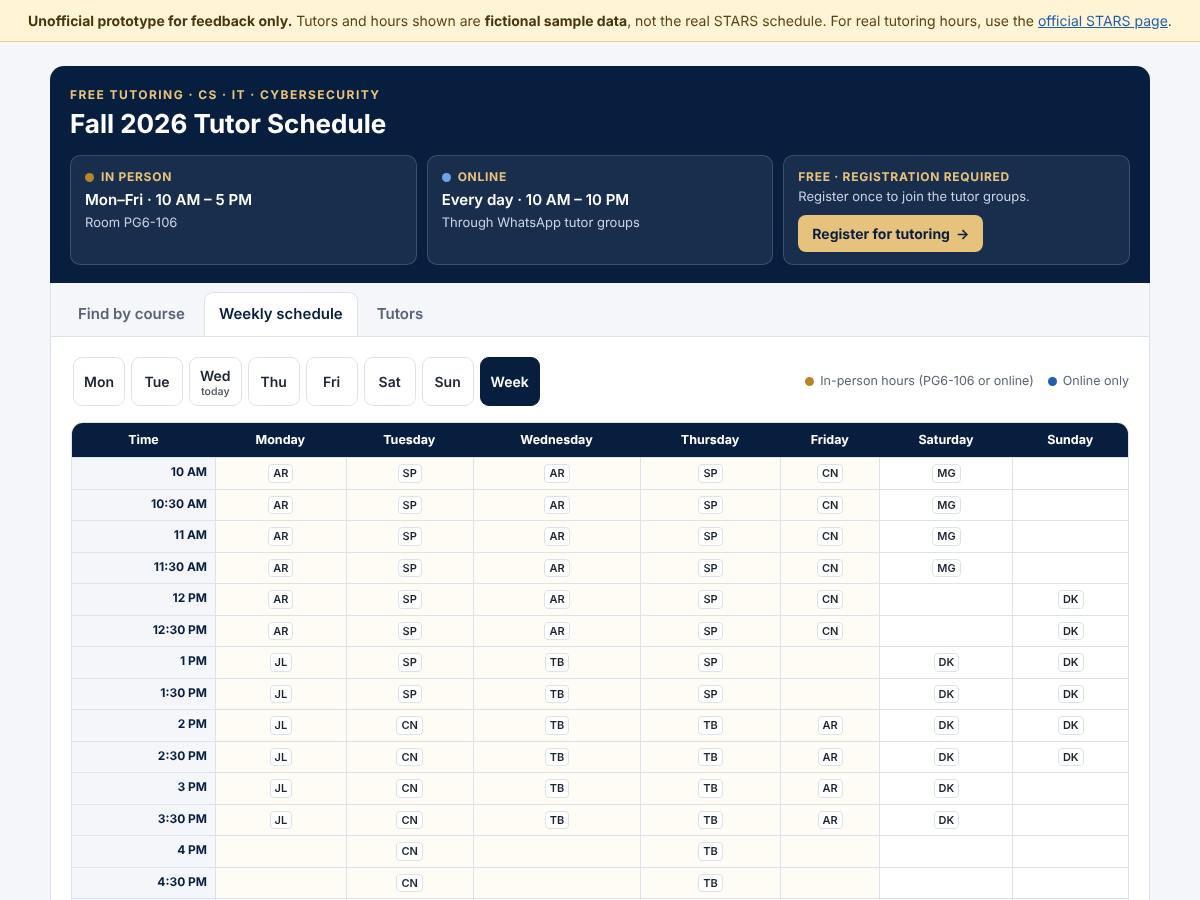 Unofficial prototype for feedback only. Tutors and hours shown are fictional sample data, not the real STARS schedule. For real tutoring hours, use the official STARS page.
FREE TUTORING · CS · IT · CYBERSECURITY
Fall 2026 Tutor Schedule
IN PERSON
Mon–Fri · 10 AM – 5 PM
Room PG6-106
ONLINE
Every day · 10 AM – 10 PM
Through WhatsApp tutor groups
FREE · REGISTRATION REQUIRED
Register once to join the tutor groups.
Register for tutoring →
Find by course Weekly schedule Tutors
Mon Tue Wed today Thu Fri Sat Sun Week
In-person hours (PG6-106 or online) Online only
Time Monday Tuesday Wednesday Thursday Friday Saturday Sunday
10 AM AR SP AR SP CN MG
10:30 AM AR SP AR SP CN MG
11 AM AR SP AR SP CN MG
11:30 AM AR SP AR SP CN MG
12 PM AR SP AR SP CN DK
12:30 PM AR SP AR SP CN DK
1 PM JL SP TB SP DK DK
1:30 PM JL SP TB SP DK DK
2 PM JL CN TB TB AR DK DK
2:30 PM JL CN TB TB AR DK DK
3 PM JL CN TB TB AR DK
3:30 PM JL CN TB TB AR DK
4 PM CN TB
4:30 PM CN TB